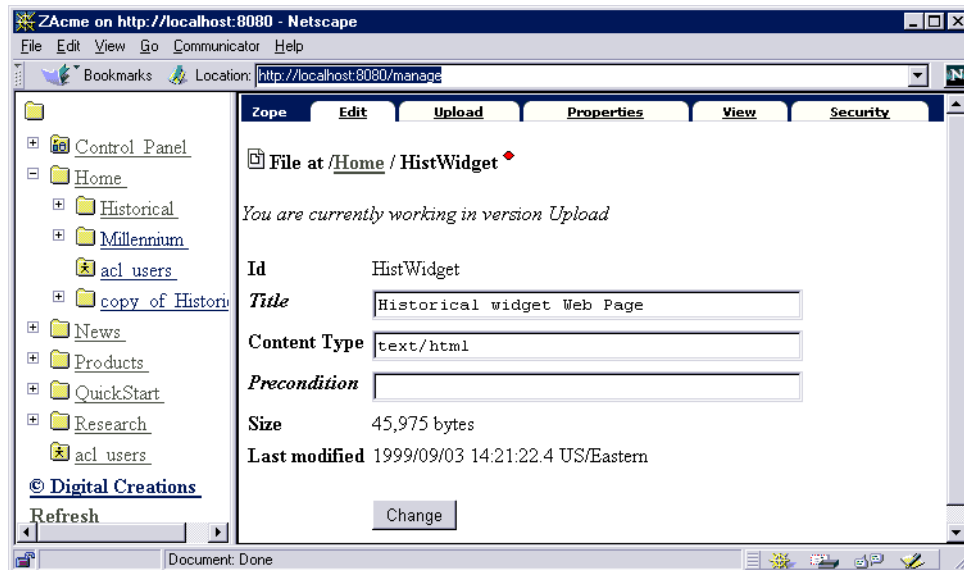 ZAcme on http://localhost:8080 - Netscape
File Edit View Go Communicator Help
Bookmarks Location: http://localhost:8080/manage N
Zope Edit Upload Properties View Security
Control Panel
Home
Historical
Millennium
acl users
copy of Histori
News
Products
QuickStart
Research
acl users
© Digital Creations
Refresh
File at /Home / HistWidget
You are currently working in version Upload
Id HistWidget
Title Historical widget Web Page
Content Type text/html
Precondition
Size 45,975 bytes
Last modified 1999/09/03 14:21:22.4 US/Eastern
Change
Document: Done